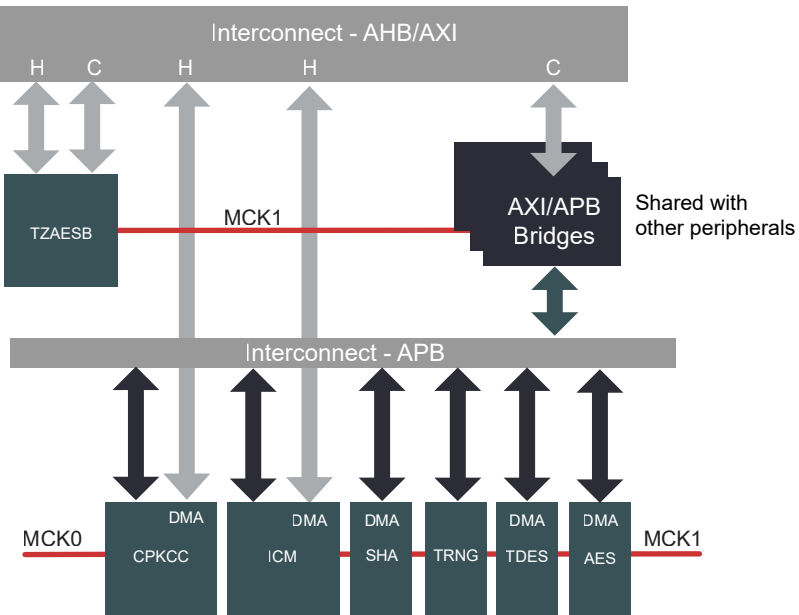 Interconnect - AHB/AXI
H C H H C
AXI/APB
Bridges
Shared with
other peripherals
MCK1
TZAESB
Interconnect - APB
DMA DMA DMA DMA DMA
MCK0 CPKCC ICM SHA TRNG TDES AES MCK1